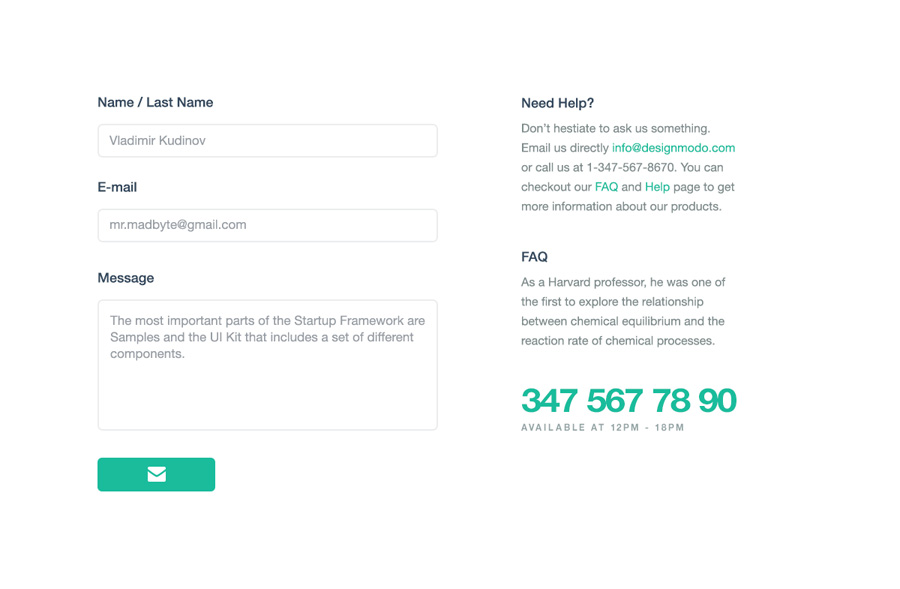 Name / Last Name
Vladimir Kudinov
E-mail
mr.madbyte@gmail.com
Message
The most important parts of the Startup Framework are
Samples and the UI Kit that includes a set of different
components.
Need Help?
Don't hestiate to ask us something.
Email us directly info@designmodo.com
or call us at 1-347-567-8670. You can
checkout our FAQ and Help page to get
more information about our products.
FAQ
As a Harvard professor, he was one of
the first to explore the relationship
between chemical equilibrium and the
reaction rate of chemical processes.
347 567 78 90
AVAILABLE AT 12PM - 18PM